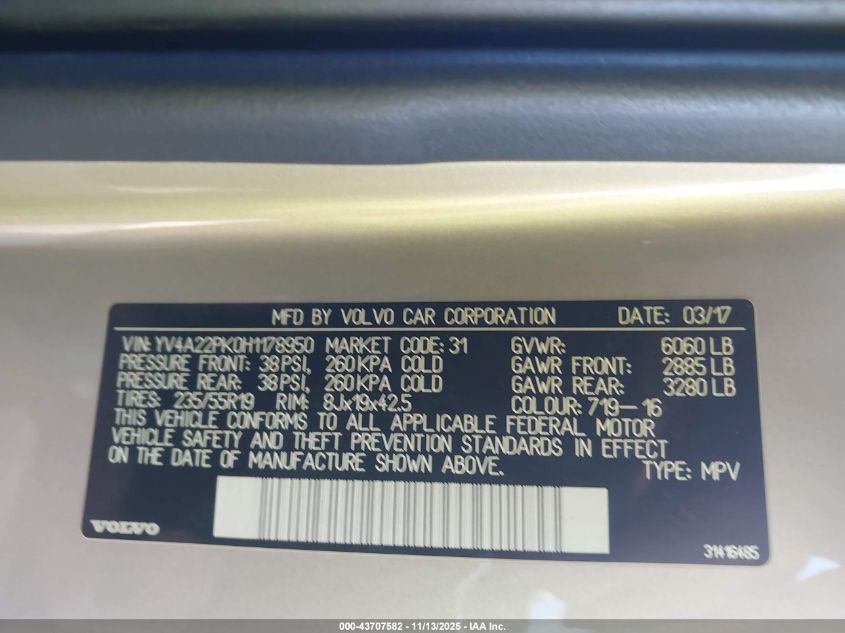 MFD BY VOLVO CAR CORPORATION DATE: 03/17
VIN: YV4A22PK0H1178950 MARKET CODE: 31 GVWR: 6060 LB
PRESSURE FRONT: 38 PSI, 260 KPA COLD GAWR FRONT: 2885 LB
PRESSURE REAR: 38 PSI, 260 KPA COLD GAWR REAR: 3280 LB
TIRES: 235/55R19 RIM: 8Jx19x42.5 COLOUR: 719-16
THIS VEHICLE CONFORMS TO ALL APPLICABLE FEDERAL MOTOR
VEHICLE SAFETY AND THEFT PREVENTION STANDARDS IN EFFECT
ON THE DATE OF MANUFACTURE SHOWN ABOVE. TYPE: MPV
VOLVO
31416485
000-43707582 - 11/13/2025 - IAA Inc.